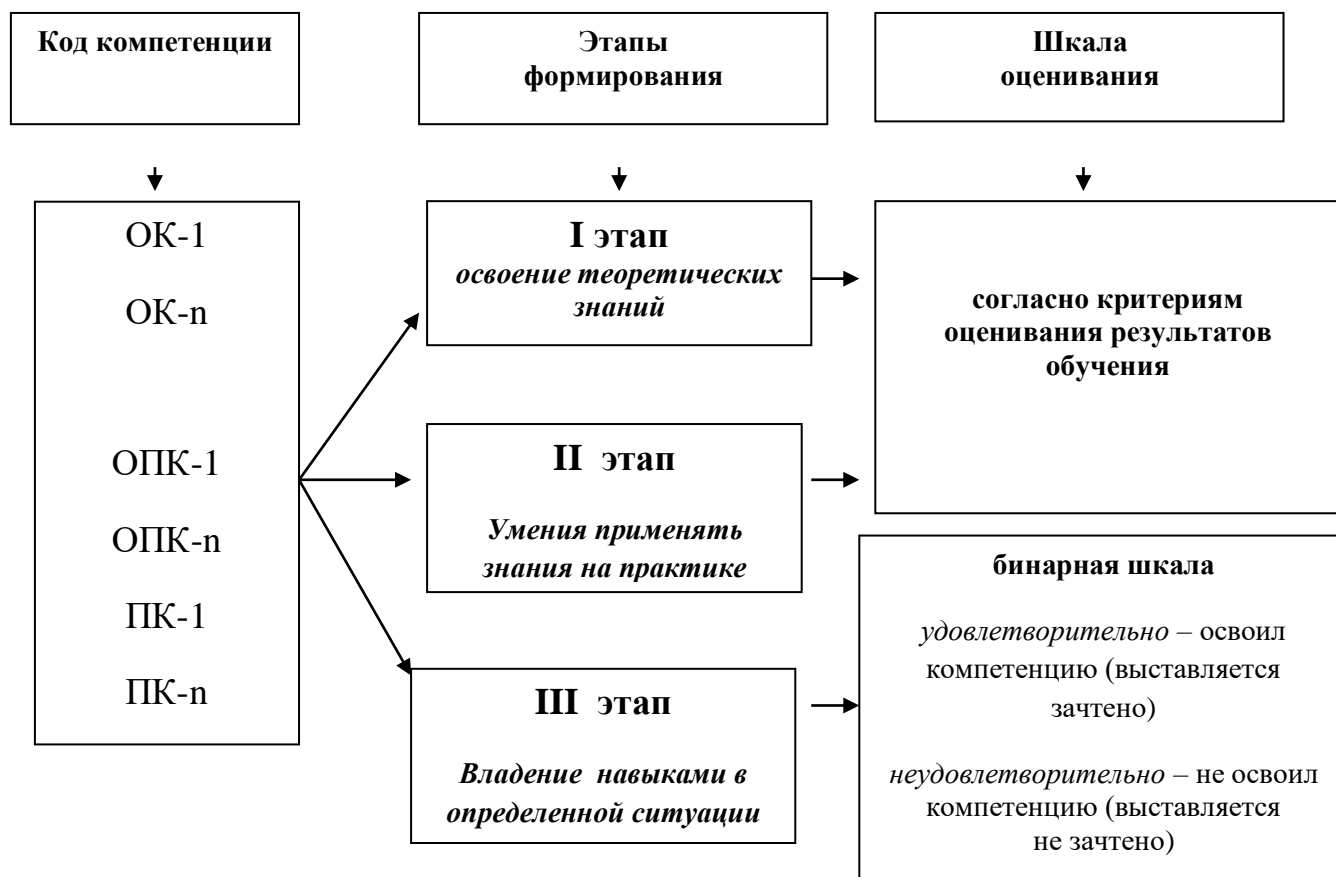 Код компетенции
Этапы
формирования
Шкала
оценивания
ОК-1
ОК-n
ОПК-1
ОПК-n
ПК-1
ПК-n
I этап
освоение теоретических
знаний
II этап
Умения применять
знания на практике
III этап
Владение навыками в
определенной ситуации
согласно критериям
оценивания результатов
обучения
бинарная шкала
удовлетворительно – освоил
компетенцию (выставляется
зачтено)
неудовлетворительно – не освоил
компетенцию (выставляется
не зачтено)